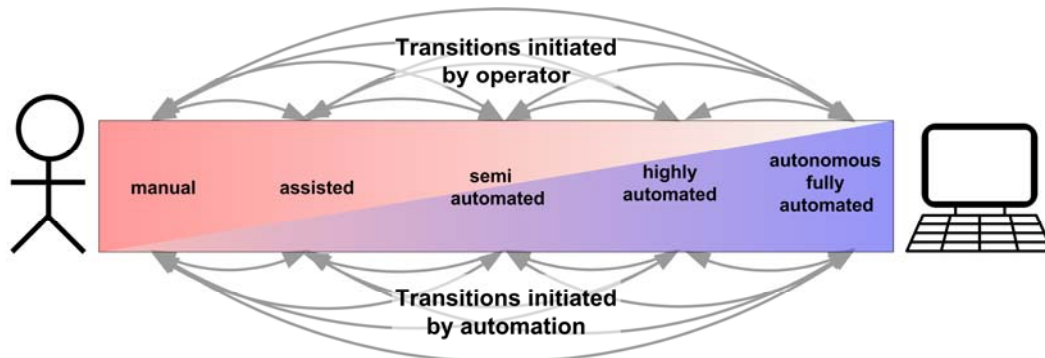 Transitions initiated
by operator
manual
assisted
semi
automated
highly
automated
autonomous
fully
automated
Transitions initiated
by automation